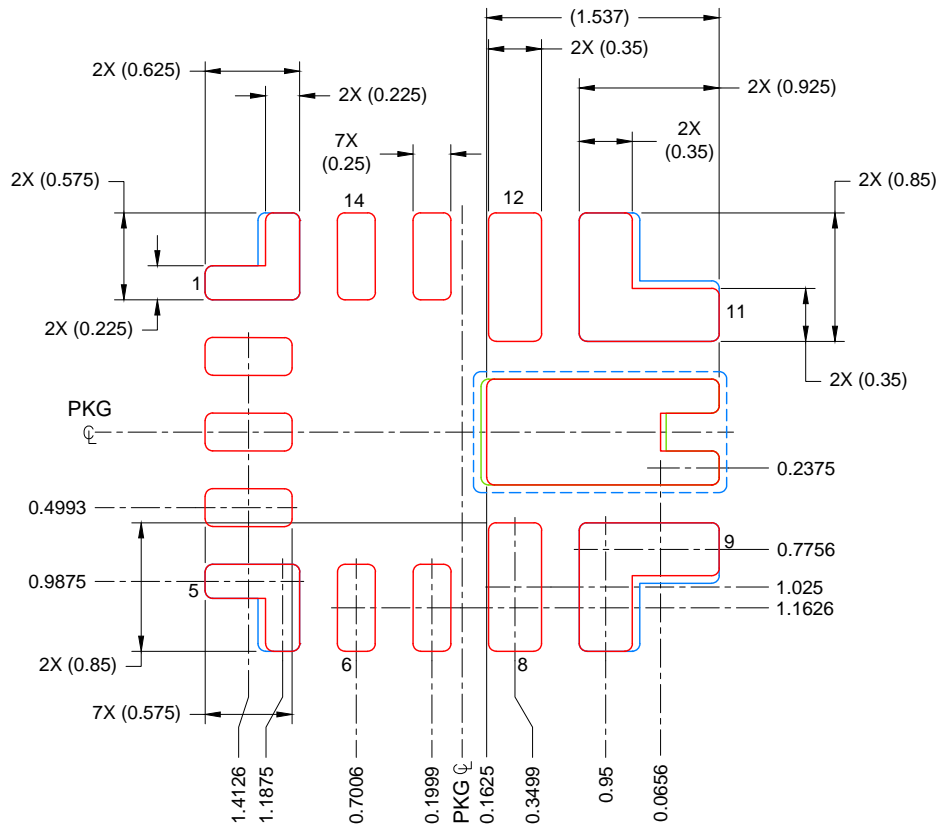 (1.537)
2X (0.35)
2X (0.625)
2X (0.925)
2X (0.225)
7X
(0.25)
2X
(0.35)
2X (0.575)
2X (0.85)
14
12
1
11
2X (0.225)
2X (0.35)
PKG
℄
0.2375
0.4993
9
0.7756
0.9875
5
1.025
1.1626
2X (0.85)
6
8
7X (0.575)
1.4126
1.1875
0.7006
0.1999
PKG ℄
0.1625
0.3499
0.95
0.0656